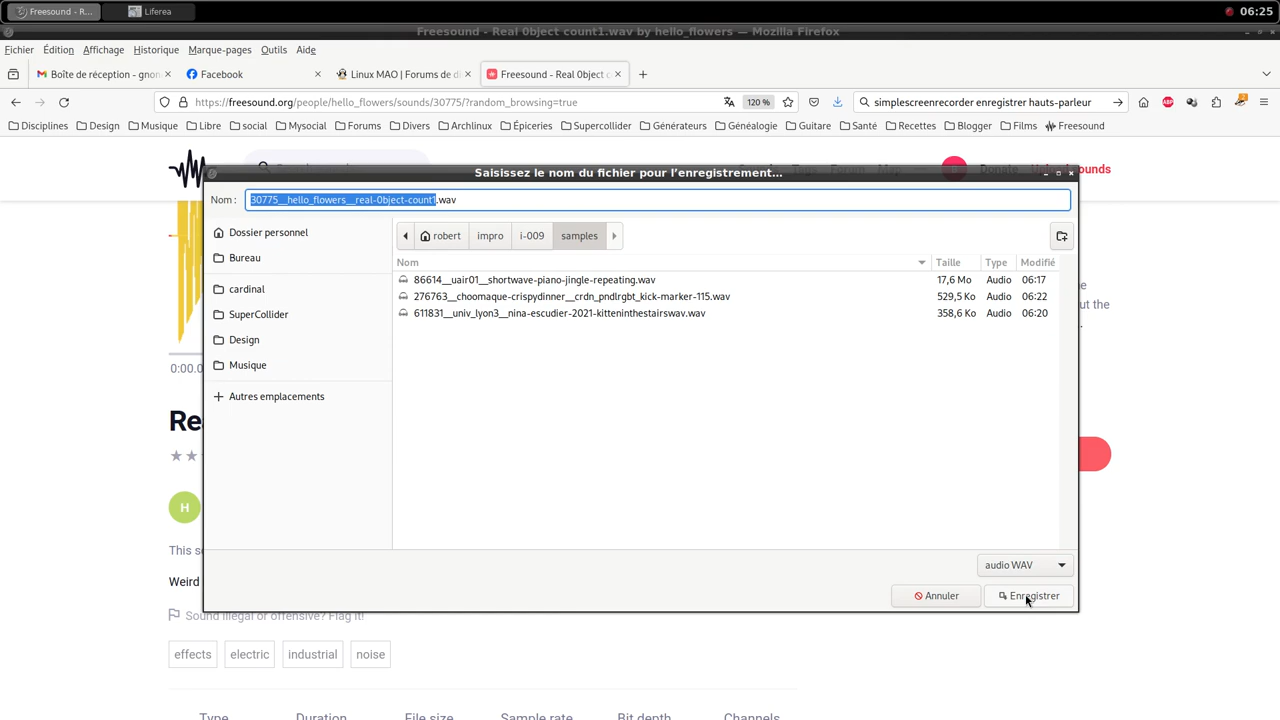 Freesound - R...
Liferea
06:25
Freesound - Real 0bject count1.wav by hello_flowers — Mozilla Firefox
Fichier Édition Affichage Historique Marque-pages Outils Aide
Boîte de réception - gnon
Facebook
Linux MAO | Forums de di
Freesound - Real 0bject c
https://freesound.org/people/hello_flowers/sounds/30775/?random_browsing=true
120 %
simplescreenrecorder enregistrer hauts-parleur
ABP
Disciplines Design Musique Libre social Mysocial Forums Divers Archlinux Épiceries Supercollider Générateurs Généalogie Guitare Santé Recettes Blogger Films Freesound
Donate
Saisissez le nom du fichier pour l’enregistrement…
Nom : 30775__hello_flowers__real-0bject-count1.wav
robert impro i-009 samples
Dossier personnel
Bureau
cardinal
SuperCollider
Design
Musique
Autres emplacements
Nom Taille Type Modifié
86614__uair01__shortwave-piano-jingle-repeating.wav 17,6 Mo Audio 06:17
276763__choomaque-crispydinner__crdn_pndlrgbt_kick-marker-115.wav 529,5 Ko Audio 06:22
611831__univ_lyon3__nina-escudier-2021-kitteninthestairswav.wav 358,6 Ko Audio 06:20
audio WAV
Annuler Enregistrer
0:00.0
Re
H
This s
Weird
Sound illegal or offensive? Flag it!
effects electric industrial noise
Type Duration File size Sample rate Bit depth Channels